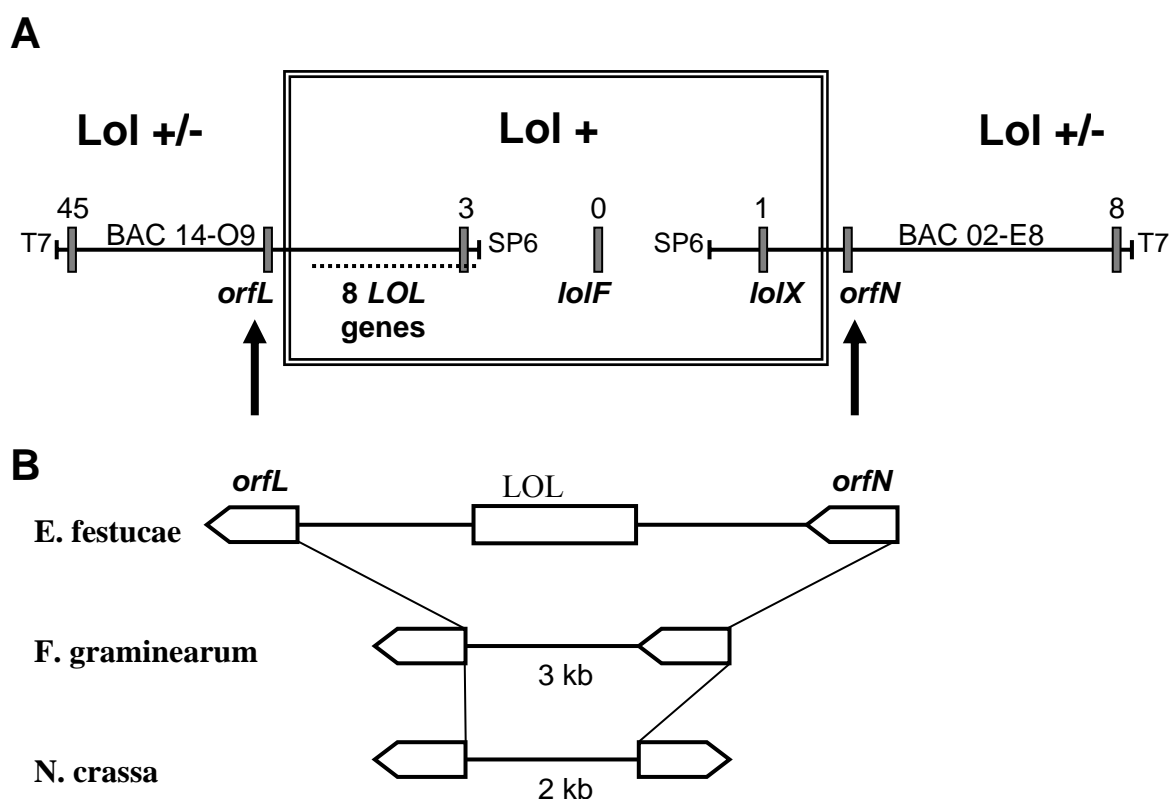 A
Lol +/-
Lol +
Lol +/-
45
3
0
1
8
T7
BAC 14-O9
SP6
SP6
BAC 02-E8
T7
orfL
8 LOL
genes
lolF
lolX
orfN
B
orfL
LOL
orfN
E. festucae
F. graminearum
3 kb
N. crassa
2 kb